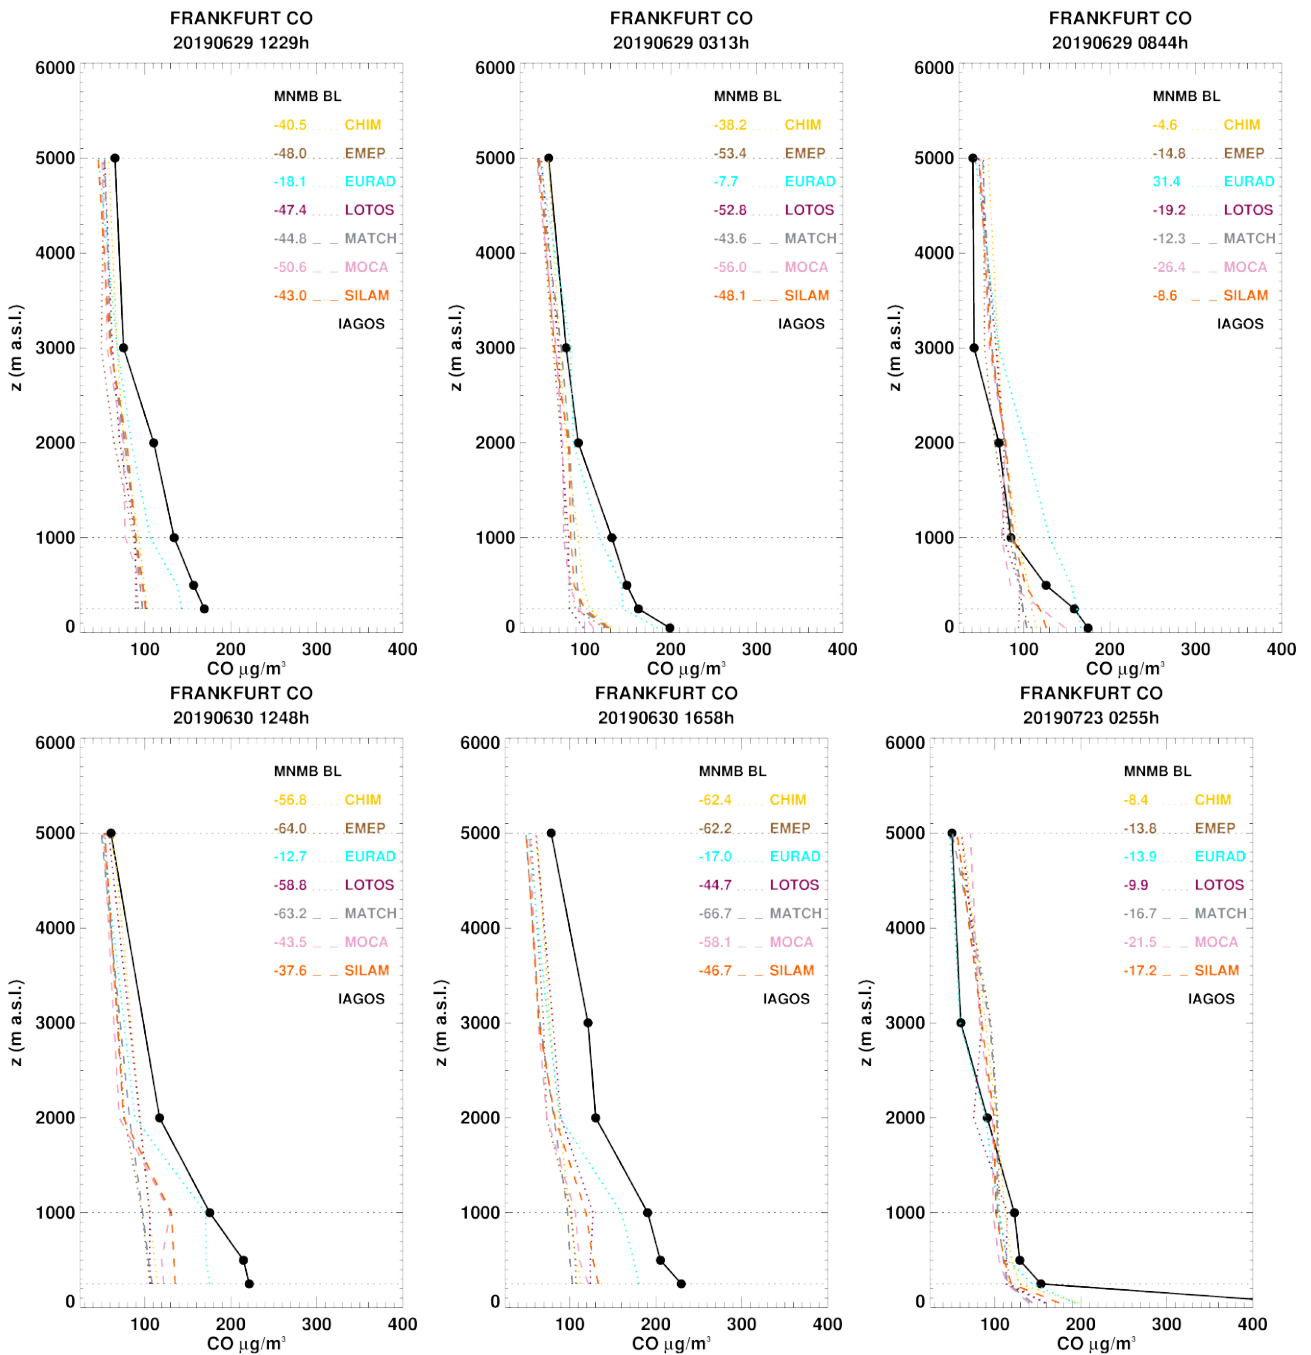 FRANKFURT CO
20190629 1229h
6000
5000
4000
3000
2000
1000
0
z (m a.s.l.)
MNMB BL
-40.5 CHIM
-48.0 EMEP
-18.1 EURAD
-47.4 LOTOS
-44.8 MATCH
-50.6 MOCA
-43.0 SILAM
IAGOS
100 200 300 400
CO μg/m³
FRANKFURT CO
20190629 0313h
6000
5000
4000
3000
2000
1000
0
z (m a.s.l.)
MNMB BL
-38.2 CHIM
-53.4 EMEP
-7.7 EURAD
-52.8 LOTOS
-43.6 MATCH
-56.0 MOCA
-48.1 SILAM
IAGOS
100 200 300 400
CO μg/m³
FRANKFURT CO
20190629 0844h
6000
5000
4000
3000
2000
1000
0
z (m a.s.l.)
MNMB BL
-4.6 CHIM
-14.8 EMEP
31.4 EURAD
-19.2 LOTOS
-12.3 MATCH
-26.4 MOCA
-8.6 SILAM
IAGOS
100 200 300 400
CO μg/m³
FRANKFURT CO
20190630 1248h
6000
5000
4000
3000
2000
1000
0
z (m a.s.l.)
MNMB BL
-56.8 CHIM
-64.0 EMEP
-12.7 EURAD
-58.8 LOTOS
-63.2 MATCH
-43.5 MOCA
-37.6 SILAM
IAGOS
100 200 300 400
CO μg/m³
FRANKFURT CO
20190630 1658h
6000
5000
4000
3000
2000
1000
0
z (m a.s.l.)
MNMB BL
-62.4 CHIM
-62.2 EMEP
-17.0 EURAD
-44.7 LOTOS
-66.7 MATCH
-58.1 MOCA
-46.7 SILAM
IAGOS
100 200 300 400
CO μg/m³
FRANKFURT CO
20190723 0255h
6000
5000
4000
3000
2000
1000
0
z (m a.s.l.)
MNMB BL
-8.4 CHIM
-13.8 EMEP
-13.9 EURAD
-9.9 LOTOS
-16.7 MATCH
-21.5 MOCA
-17.2 SILAM
IAGOS
100 200 300 400
CO μg/m³